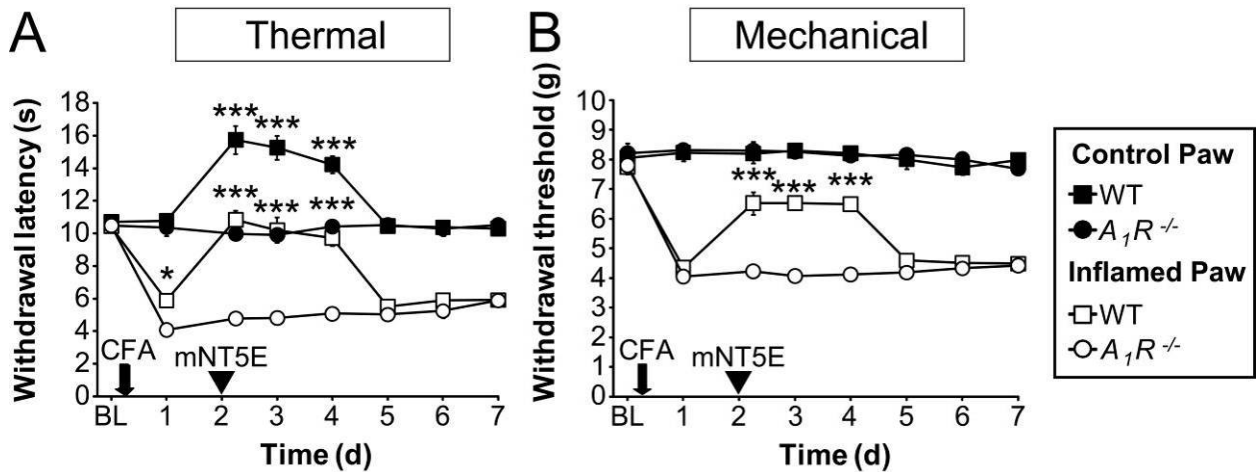 A
Thermal
Withdrawal latency (s)
18
16
14
12
10
8
6
4
2
0
***
***
***
***
***
***
*
CFA
mNT5E
BL 1 2 3 4 5 6 7
Time (d)
B
Mechanical
Withdrawal threshold (g)
10
9
8
7
6
5
4
3
2
1
0
***
***
***
CFA
mNT5E
BL 1 2 3 4 5 6 7
Time (d)
Control Paw
WT
A₁R⁻/⁻
Inflamed Paw
WT
A₁R⁻/⁻